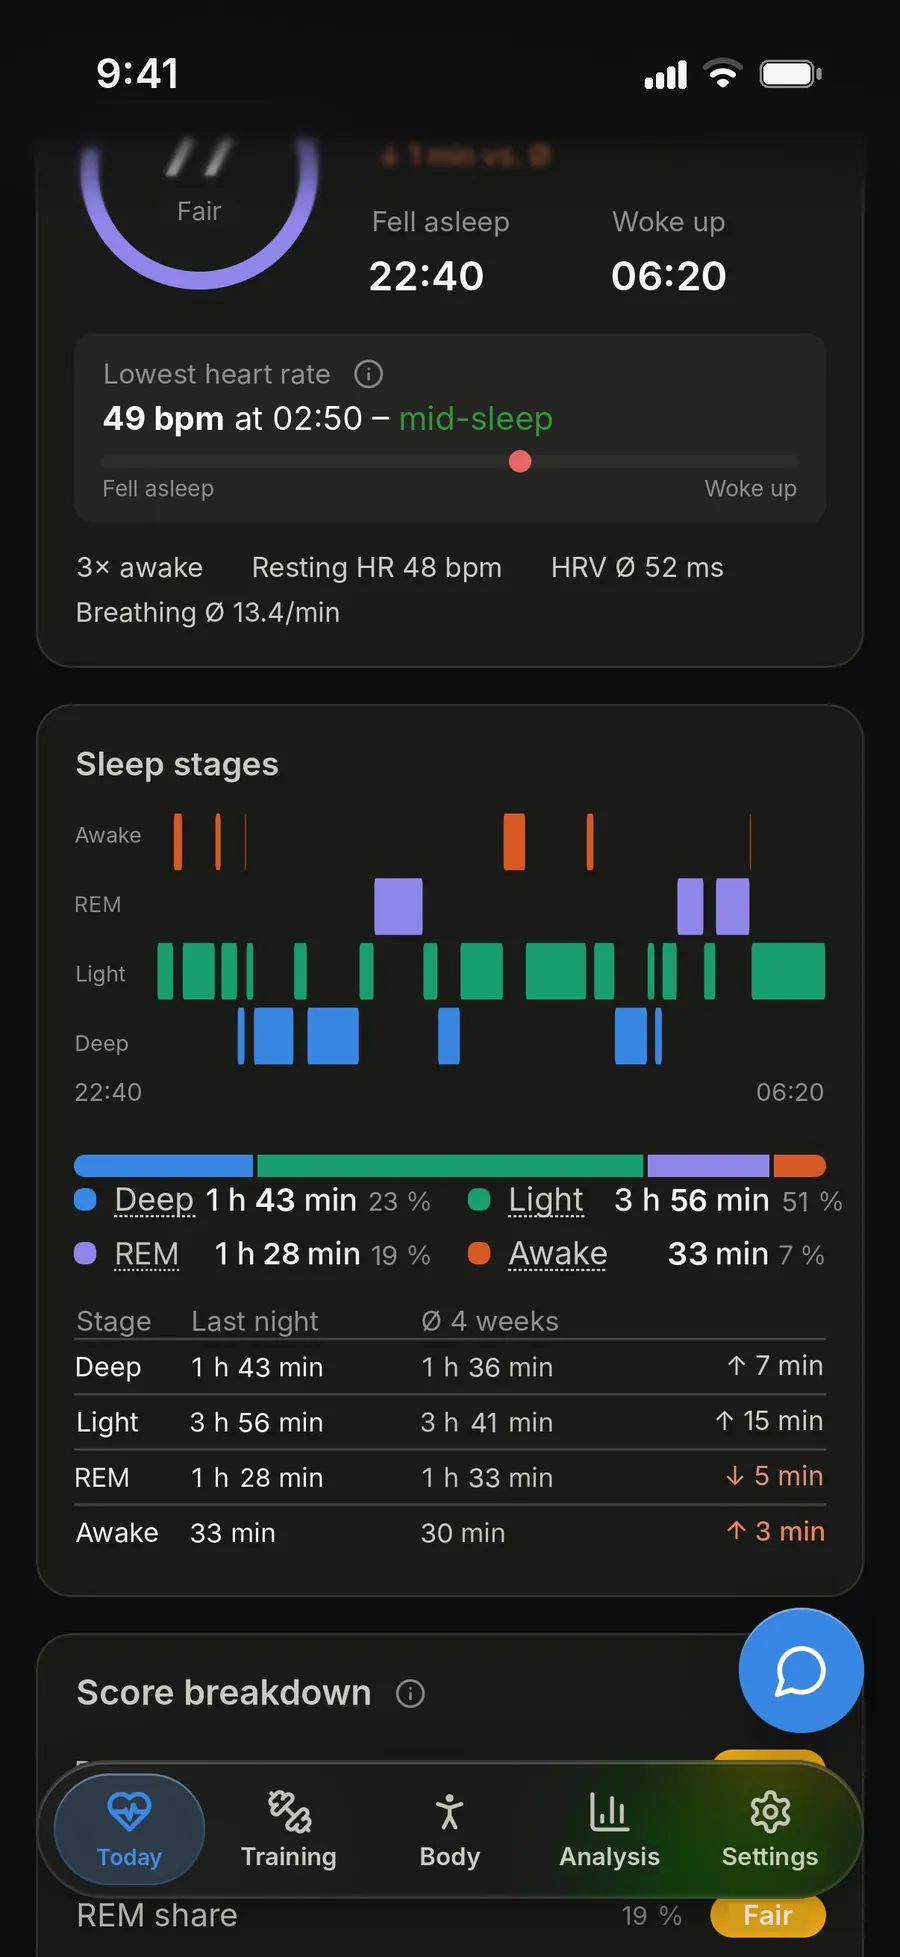 9:41
↓ 1 min vs. Ø
Fair
Fell asleep Woke up
22:40 06:20
Lowest heart rate
49 bpm at 02:50 – mid-sleep
Fell asleep Woke up
3× awake Resting HR 48 bpm HRV Ø 52 ms
Breathing Ø 13.4/min
Sleep stages
Awake
REM
Light
Deep
22:40 06:20
Deep 1 h 43 min 23 % Light 3 h 56 min 51 %
REM 1 h 28 min 19 % Awake 33 min 7 %
Stage Last night Ø 4 weeks
Deep 1 h 43 min 1 h 36 min ↑ 7 min
Light 3 h 56 min 3 h 41 min ↑ 15 min
REM 1 h 28 min 1 h 33 min ↓ 5 min
Awake 33 min 30 min ↑ 3 min
Score breakdown
Today Training Body Analysis Settings
REM share 19 % Fair